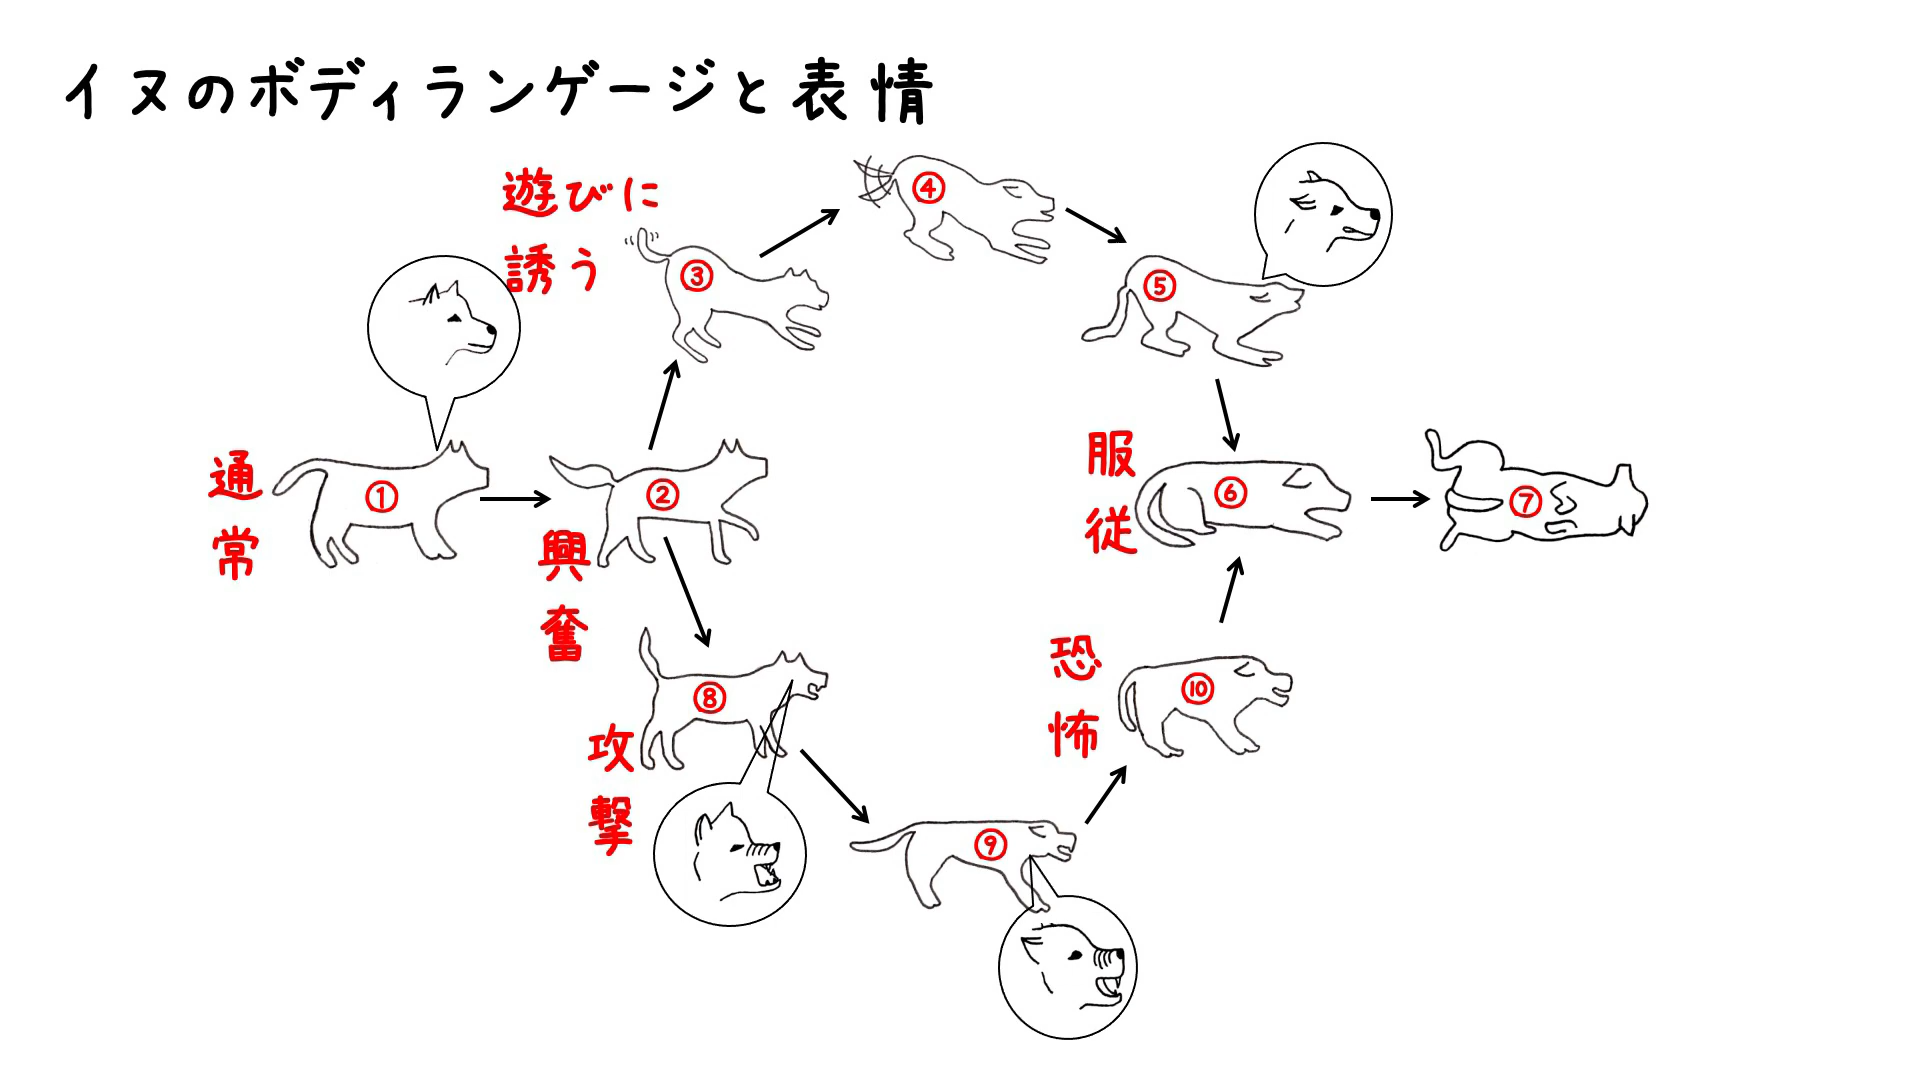 イヌのボディランゲージと表情
遊びに
誘う
通常
興奮
攻撃
服従
恐怖
①
②
③
④
⑤
⑥
⑦
⑧
⑨
⑩